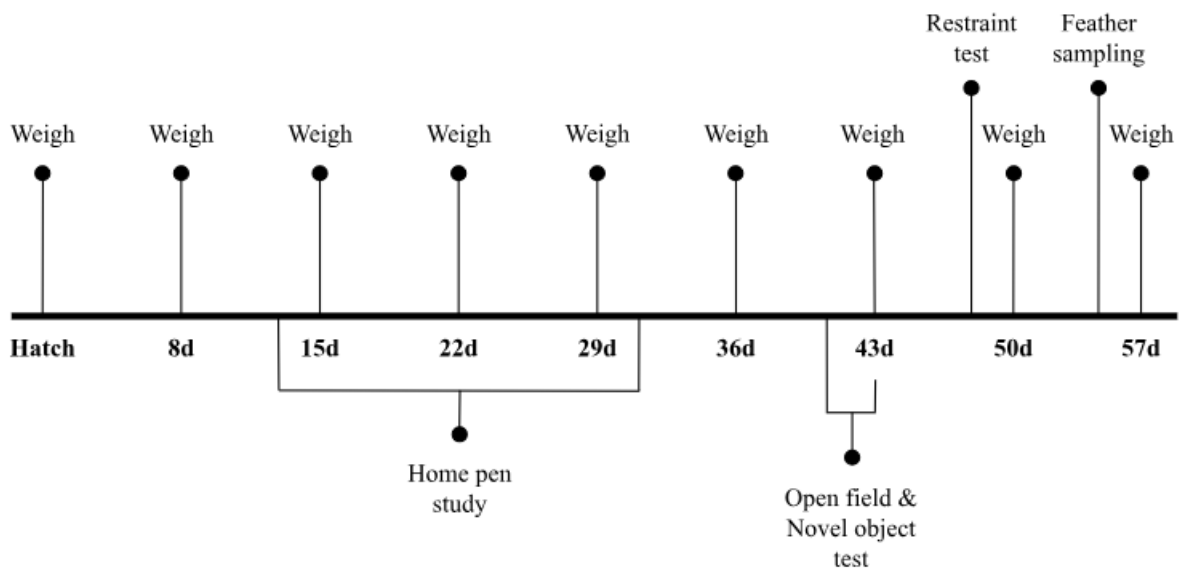 Restraint
test
Feather
sampling
Weigh
Weigh
Weigh
Weigh
Weigh
Weigh
Weigh
Weigh
Weigh
Hatch
8d
15d
22d
29d
36d
43d
50d
57d
Home pen
study
Open field &
Novel object
test